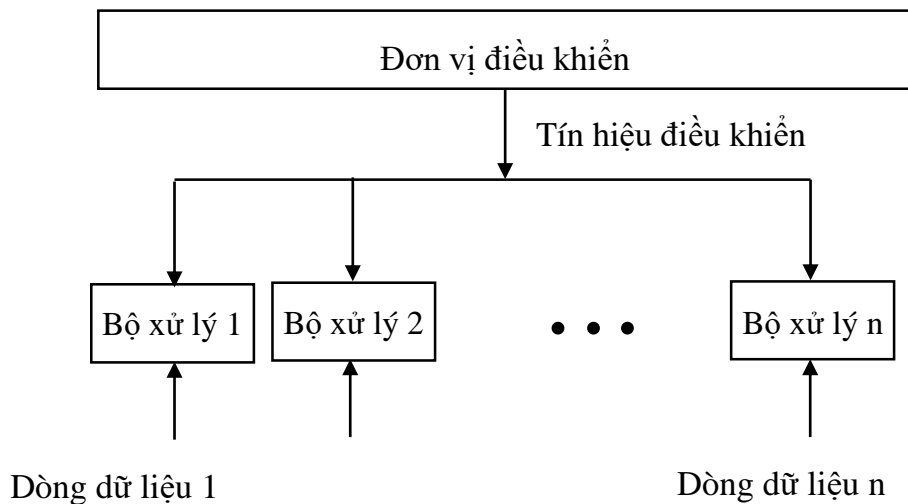 Đơn vị điều khiển
Tín hiệu điều khiển
Bộ xử lý 1
Bộ xử lý 2
Bộ xử lý n
Dòng dữ liệu 1
Dòng dữ liệu n